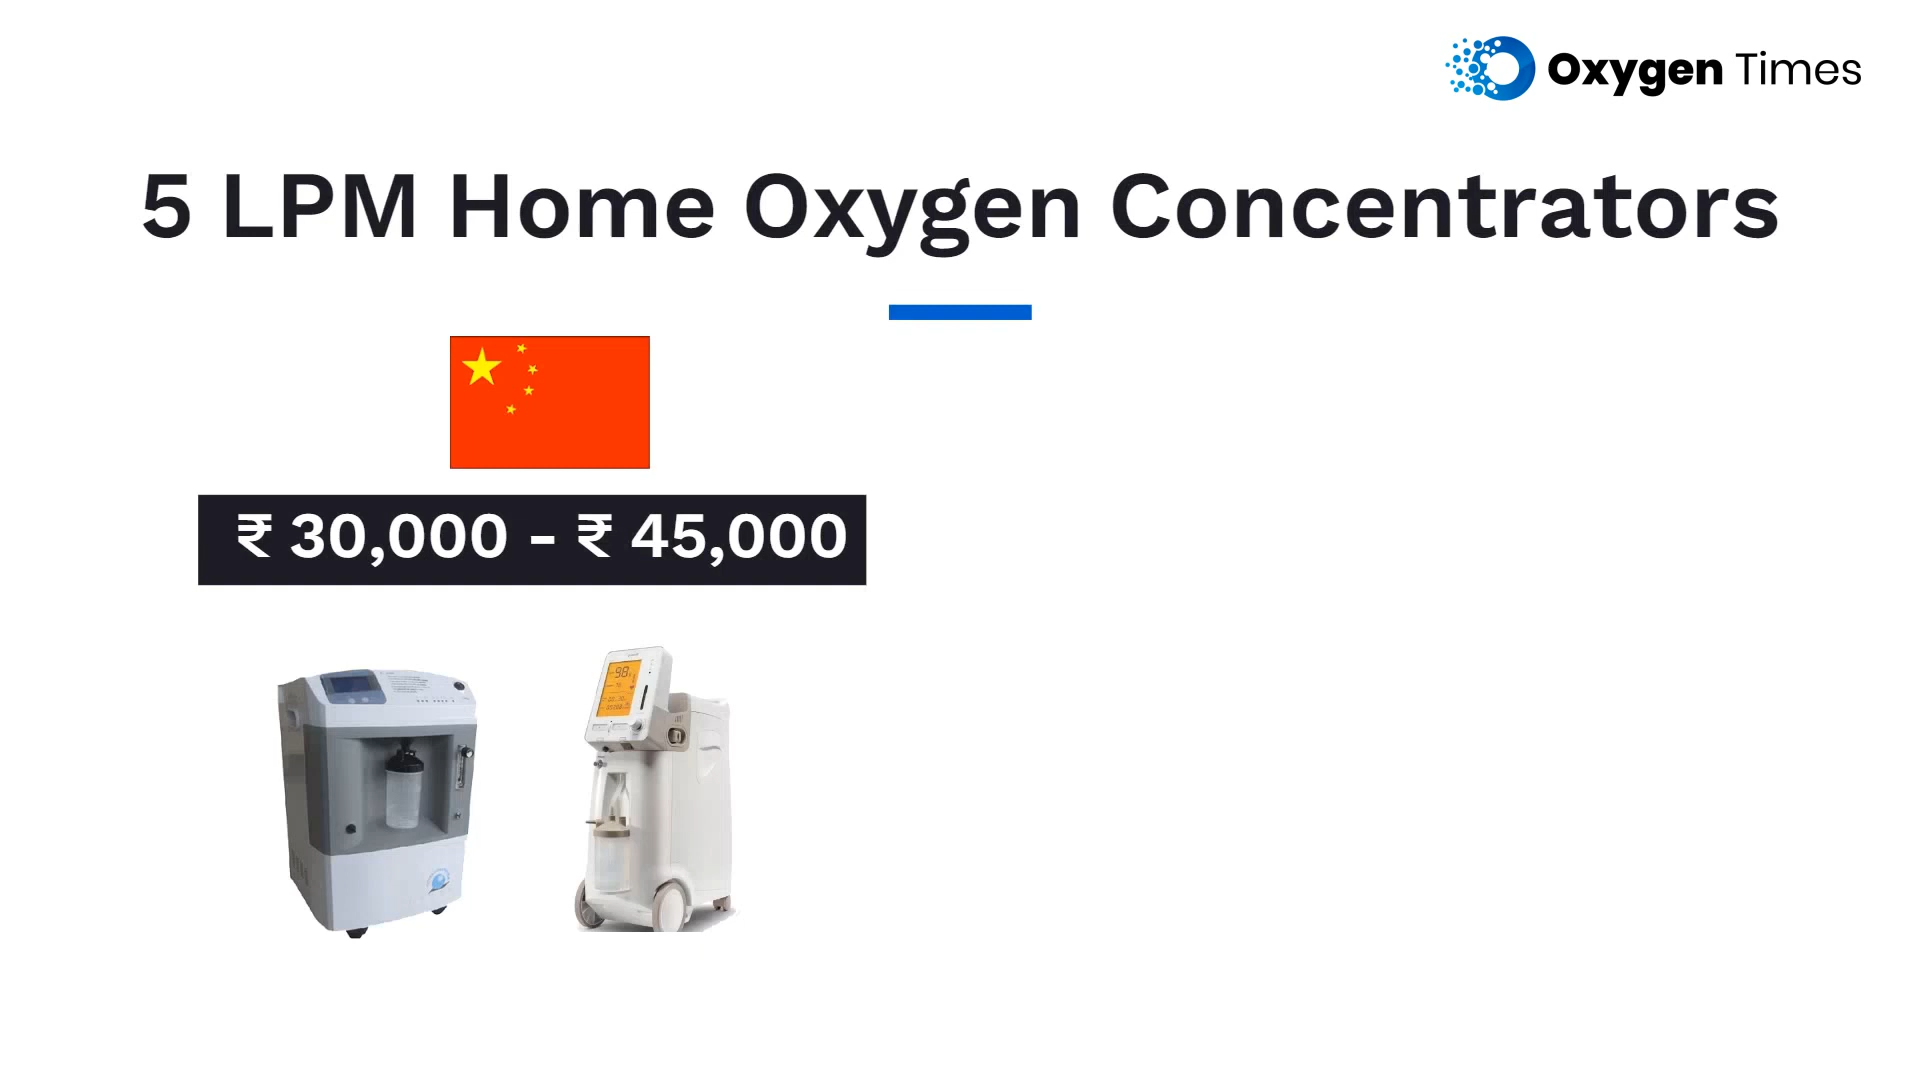 Oxygen Times
5 LPM Home Oxygen Concentrators
₹ 30,000 - ₹ 45,000